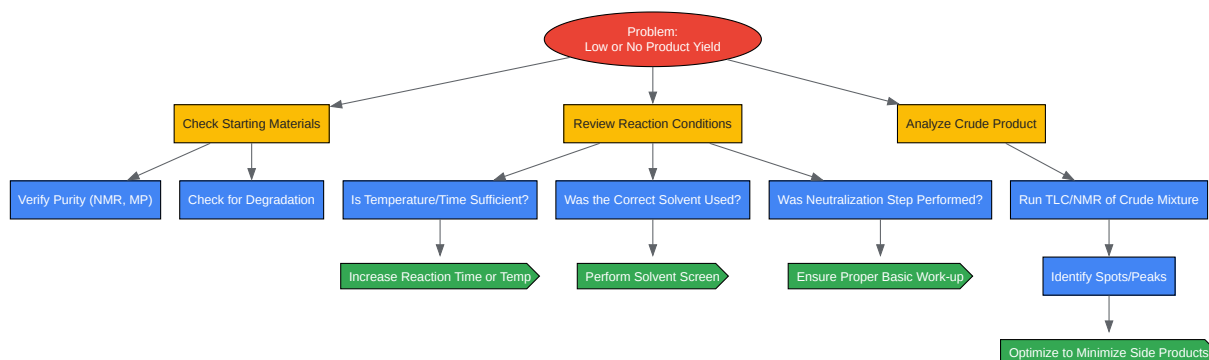 Problem:
Low or No Product Yield
Check Starting Materials
Review Reaction Conditions
Analyze Crude Product
Verify Purity (NMR, MP)
Check for Degradation
Is Temperature/Time Sufficient?
Was the Correct Solvent Used?
Was Neutralization Step Performed?
Run TLC/NMR of Crude Mixture
Increase Reaction Time or Temp
Perform Solvent Screen
Ensure Proper Basic Work-up
Identify Spots/Peaks
Optimize to Minimize Side Products